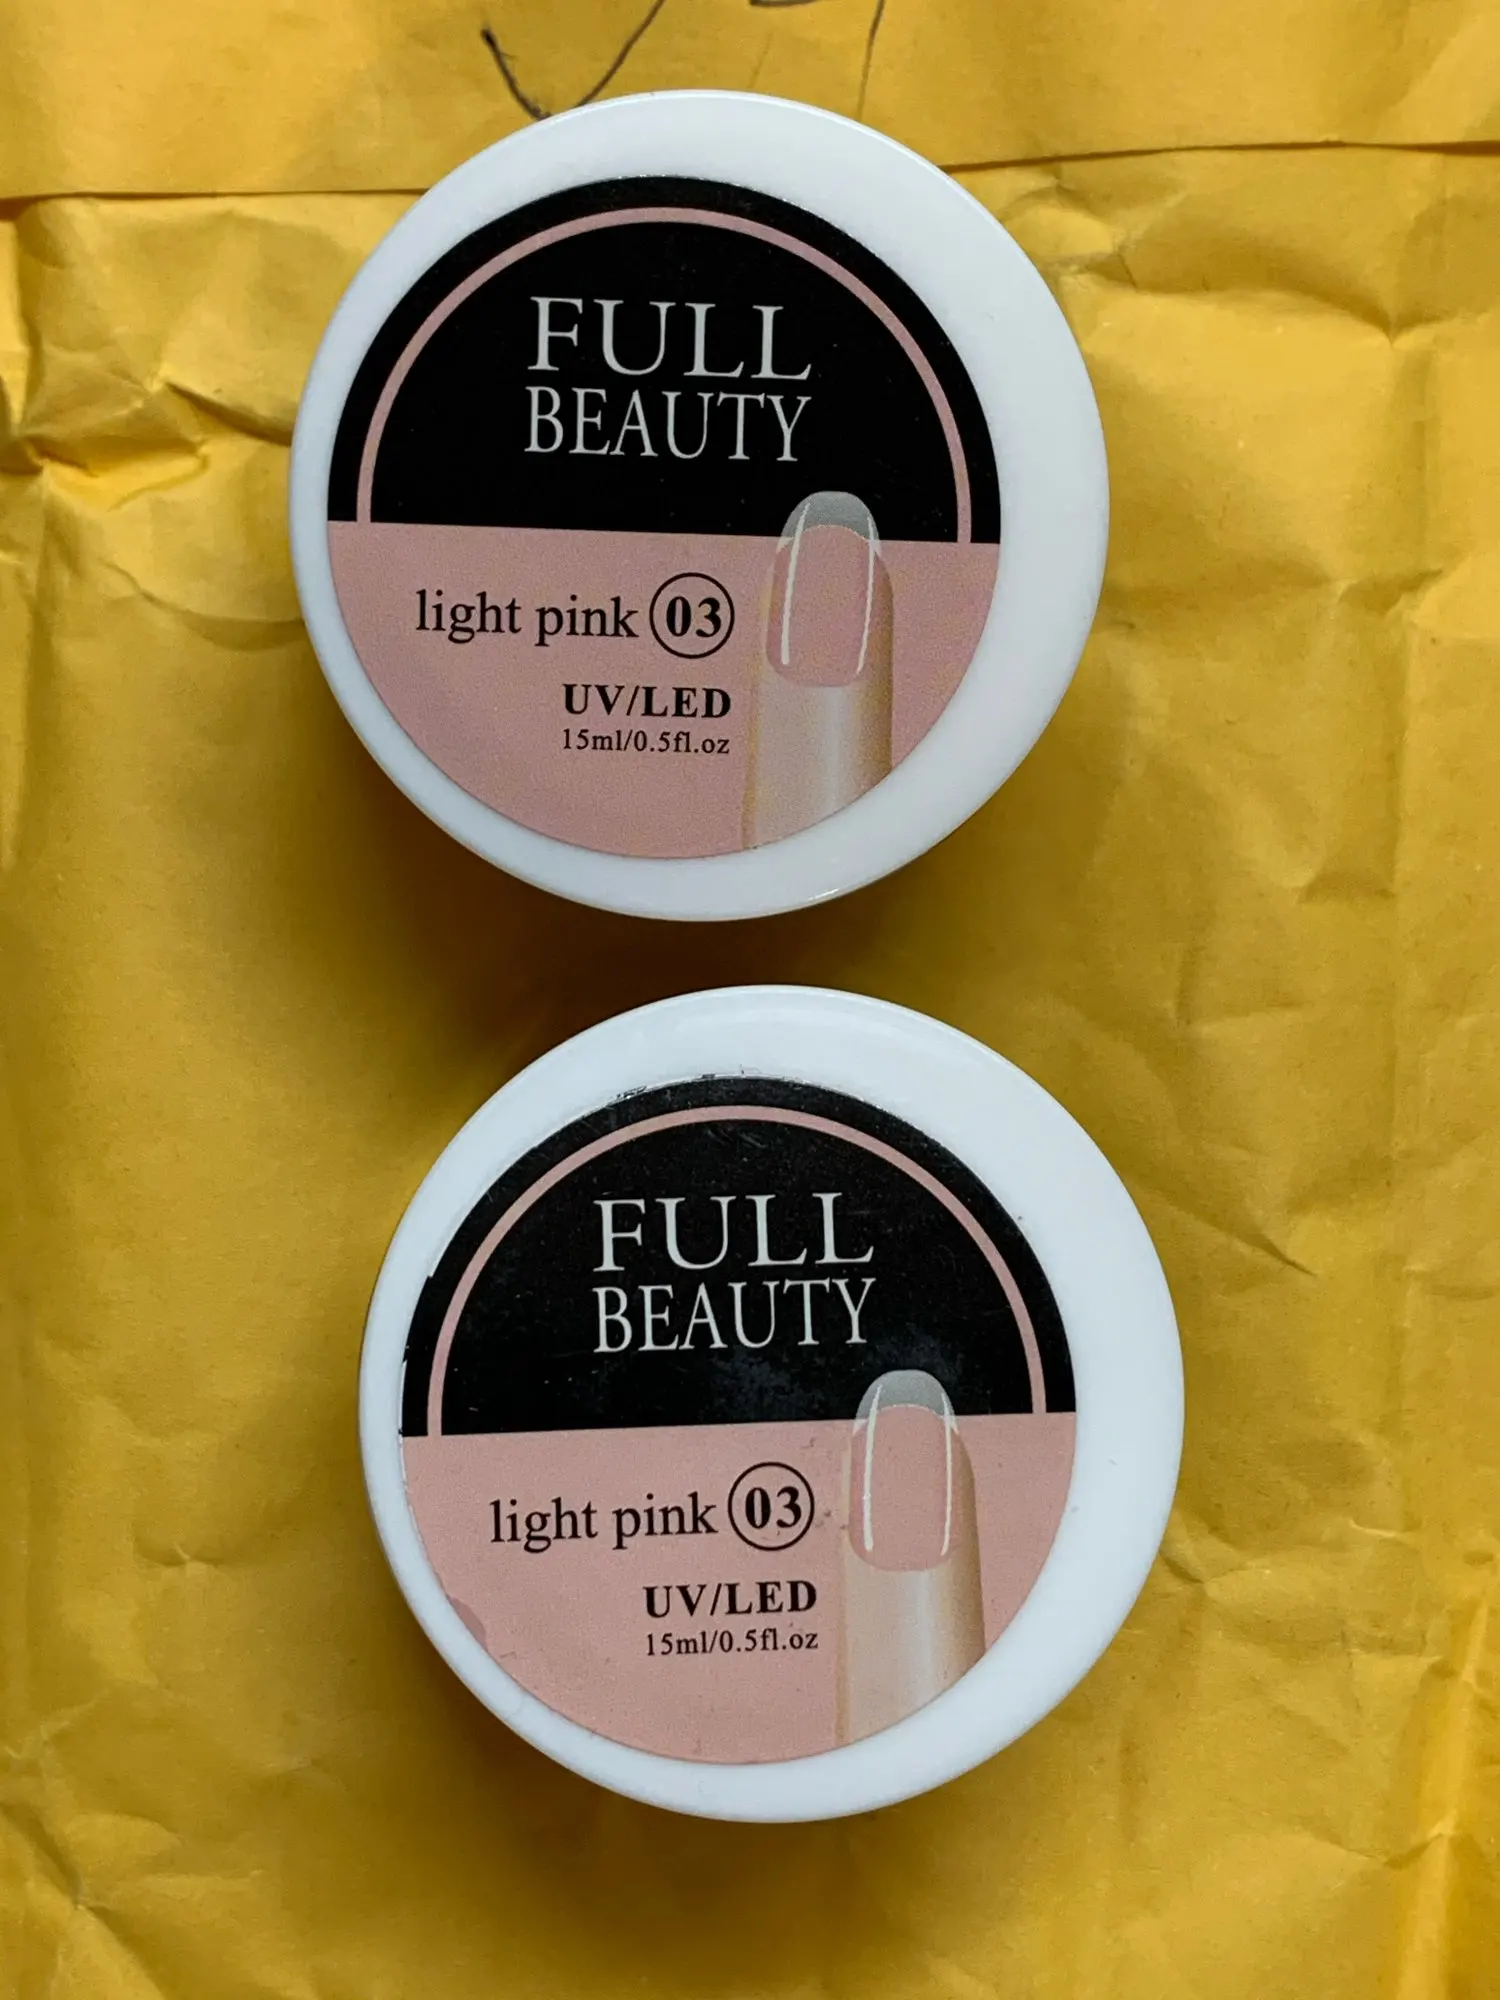 FULL
BEAUTY
light pink 03
UV/LED
15ml/0.5fl.oz
FULL
BEAUTY
light pink 03
UV/LED
15ml/0.5fl.oz